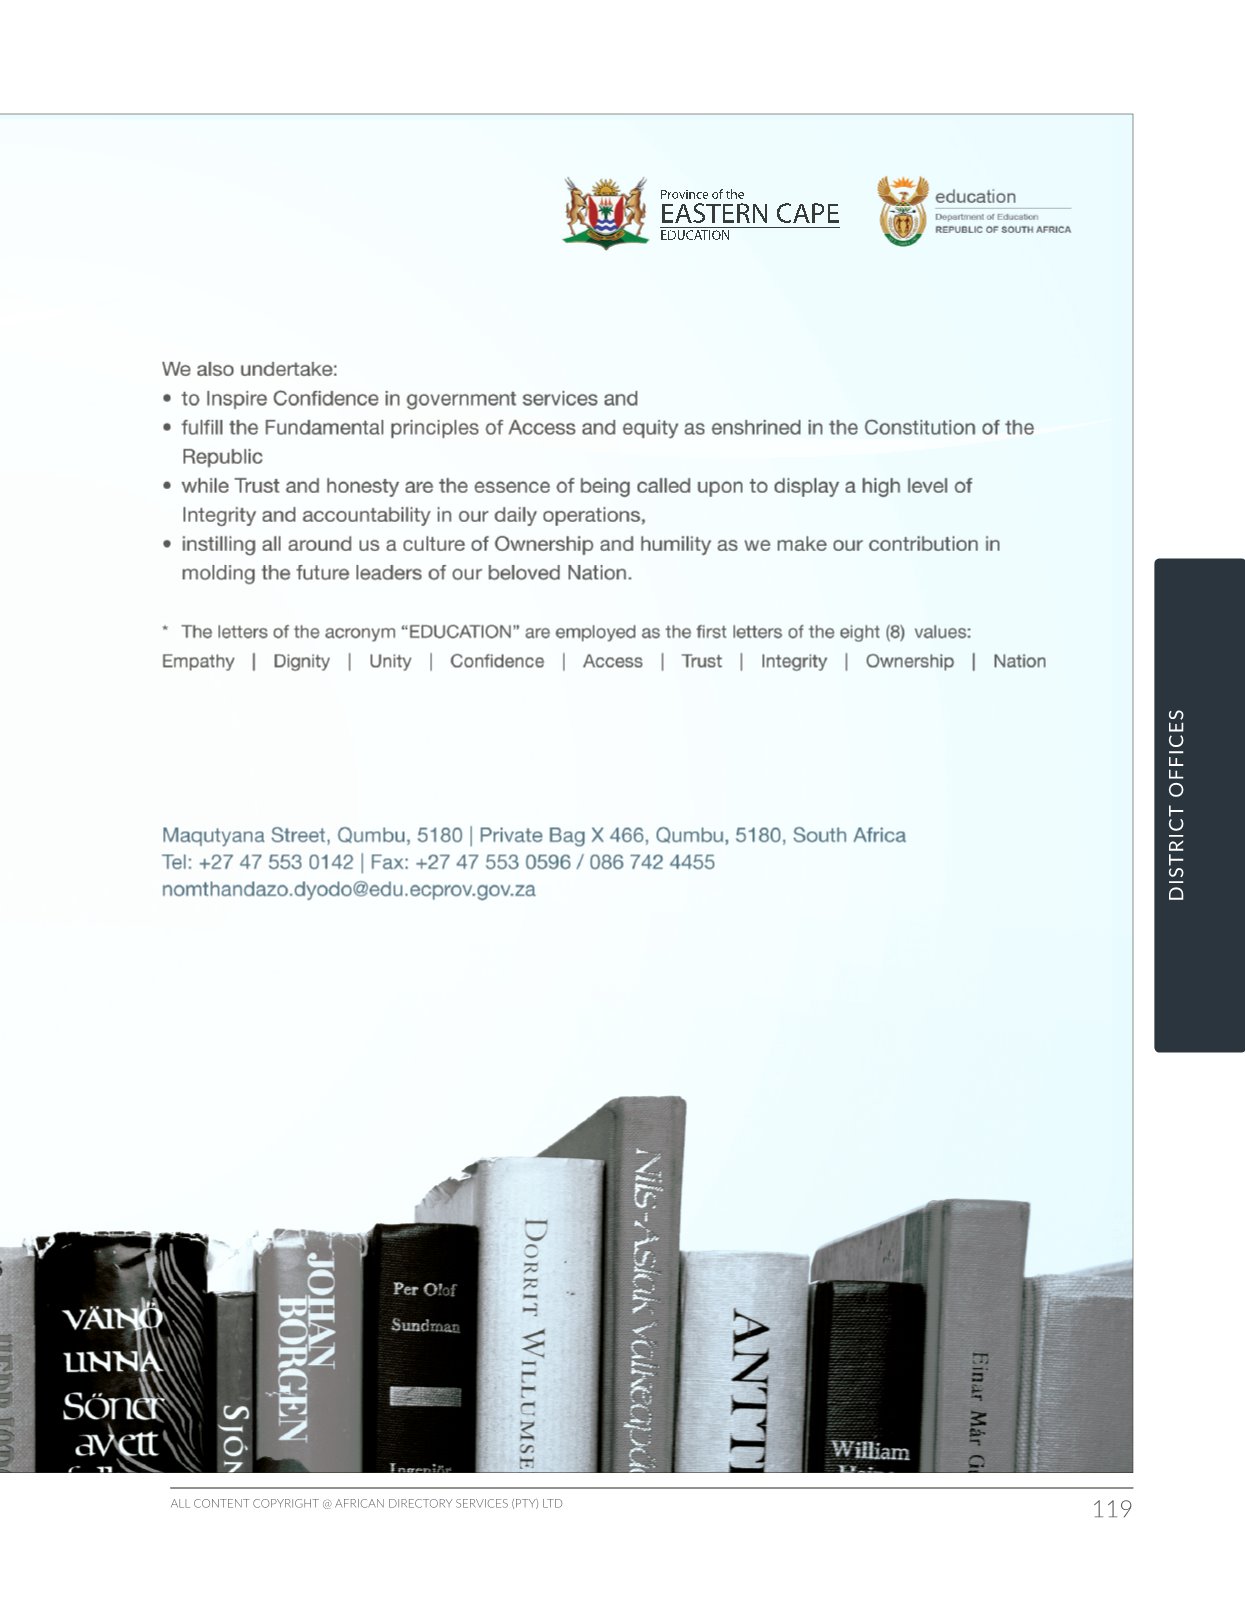 Province of the
EASTERN CAPE
EDUCATION
education
Department of Education
REPUBLIC OF SOUTH AFRICA
We also undertake:
• to Inspire Confidence in government services and
• fulfill the Fundamental principles of Access and equity as enshrined in the Constitution of the
Republic
• while Trust and honesty are the essence of being called upon to display a high level of
Integrity and accountability in our daily operations,
• instilling all around us a culture of Ownership and humility as we make our contribution in
molding the future leaders of our beloved Nation.
* The letters of the acronym “EDUCATION” are employed as the first letters of the eight (8) values:
Empathy | Dignity | Unity | Confidence | Access | Trust | Integrity | Ownership | Nation
DISTRICT OFFICES
Maqutyana Street, Qumbu, 5180 | Private Bag X 466, Qumbu, 5180, South Africa
Tel: +27 47 553 0142 | Fax: +27 47 553 0596 / 086 742 4455
nomthandazo.dyodo@edu.ecprov.gov.za
VÄINÖ
LINNA
Söner
av ett
SJÓN
JOHAN
BORGEN
Per Olof
Sundman
DORRIT WILLUMSE
Nils-Aslak Valkeapää
ANTTI
William
Einar Már
ALL CONTENT COPYRIGHT @ AFRICAN DIRECTORY SERVICES (PTY) LTD
119